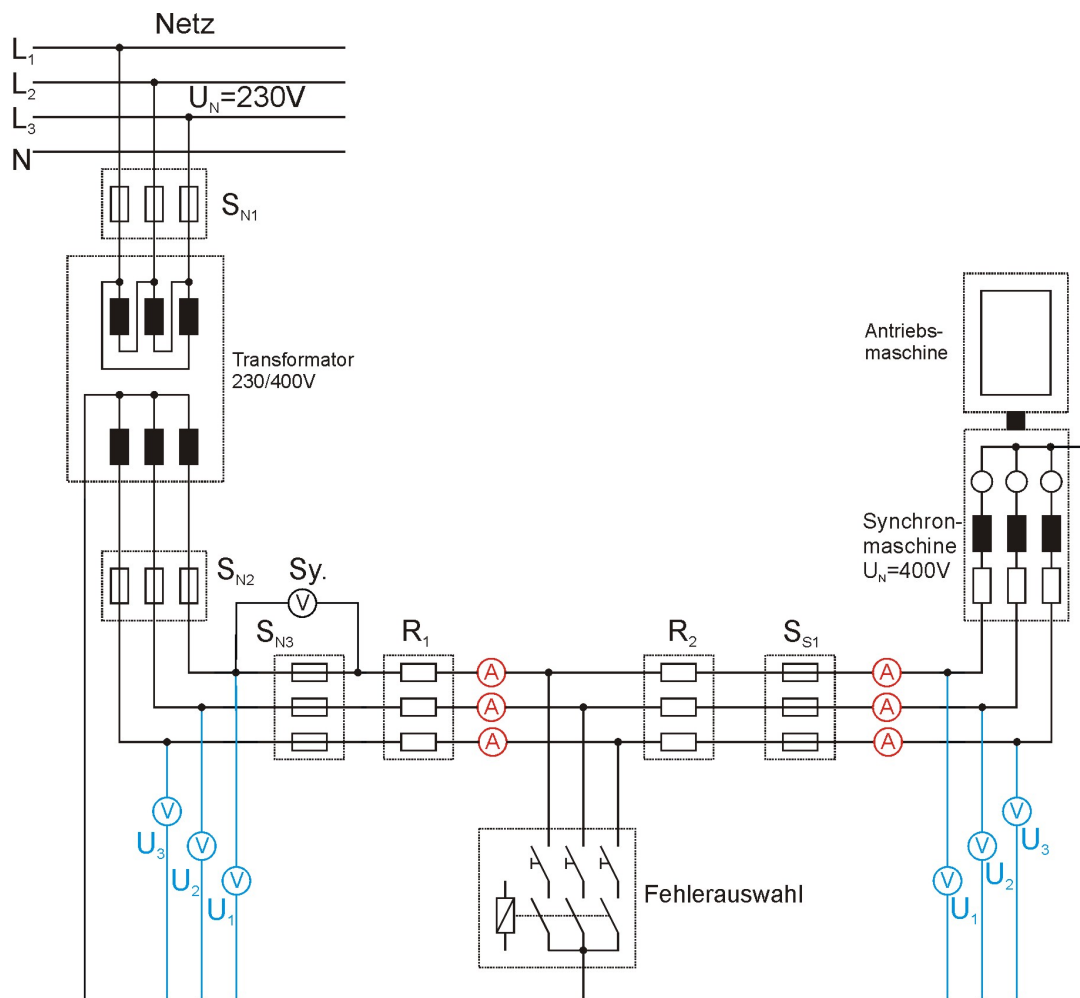 Netz
L1
L2
UN=230V
L3
N
SN1
Transformator
230/400V
Antriebs-
maschine
Synchron-
maschine
UN=400V
SN2
Sy.
V
SN3
R1
R2
SS1
A
A
A
A
A
A
V
U3
V
U2
V
U1
V
U3
V
U2
V
U1
Fehlerauswahl